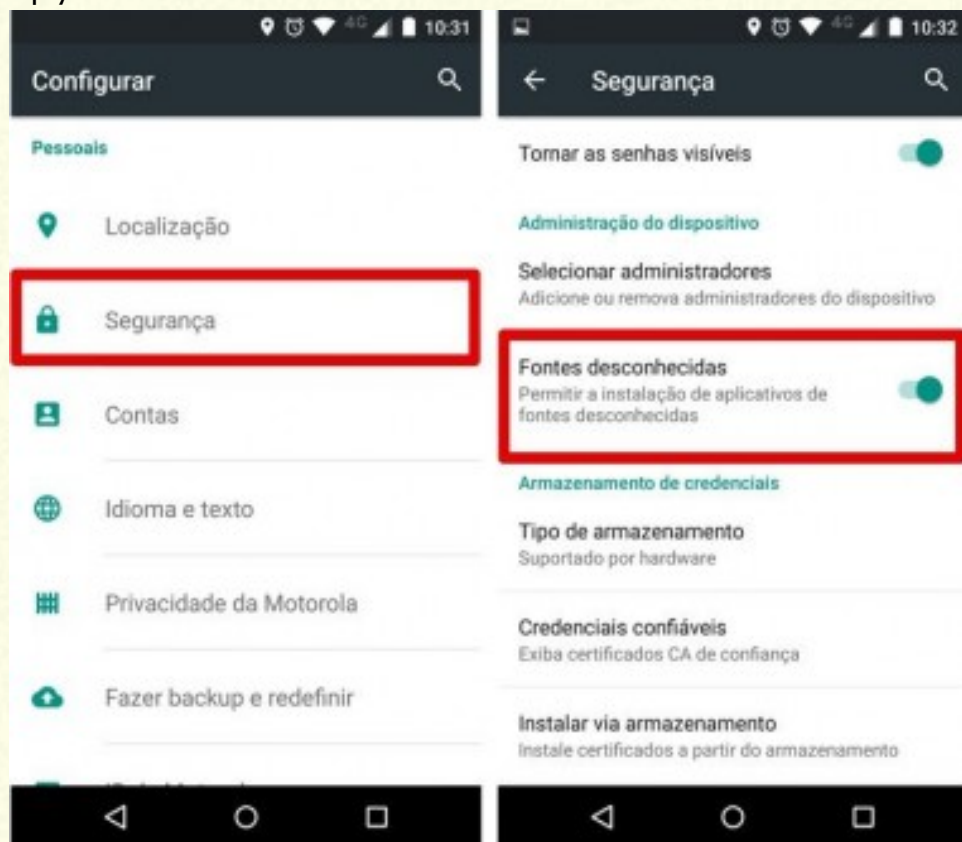 10:31
Configurar
Pessoais
Localização
Segurança
Contas
Idioma e texto
Privacidade da Motorola
Fazer backup e redefinir
4G 10:32
Segurança
Tornar as senhas visíveis
Administração do dispositivo
Selecionar administradores
Adicione ou remova administradores do dispositivo
Fontes desconhecidas
Permitir a instalação de aplicativos de
fontes desconhecidas
Armazenamento de credenciais
Tipo de armazenamento
Suportado por hardware
Credenciais confiáveis
Exiba certificados CA de confiança
Instalar via armazenamento
Instale certificados a partir do armazenamento